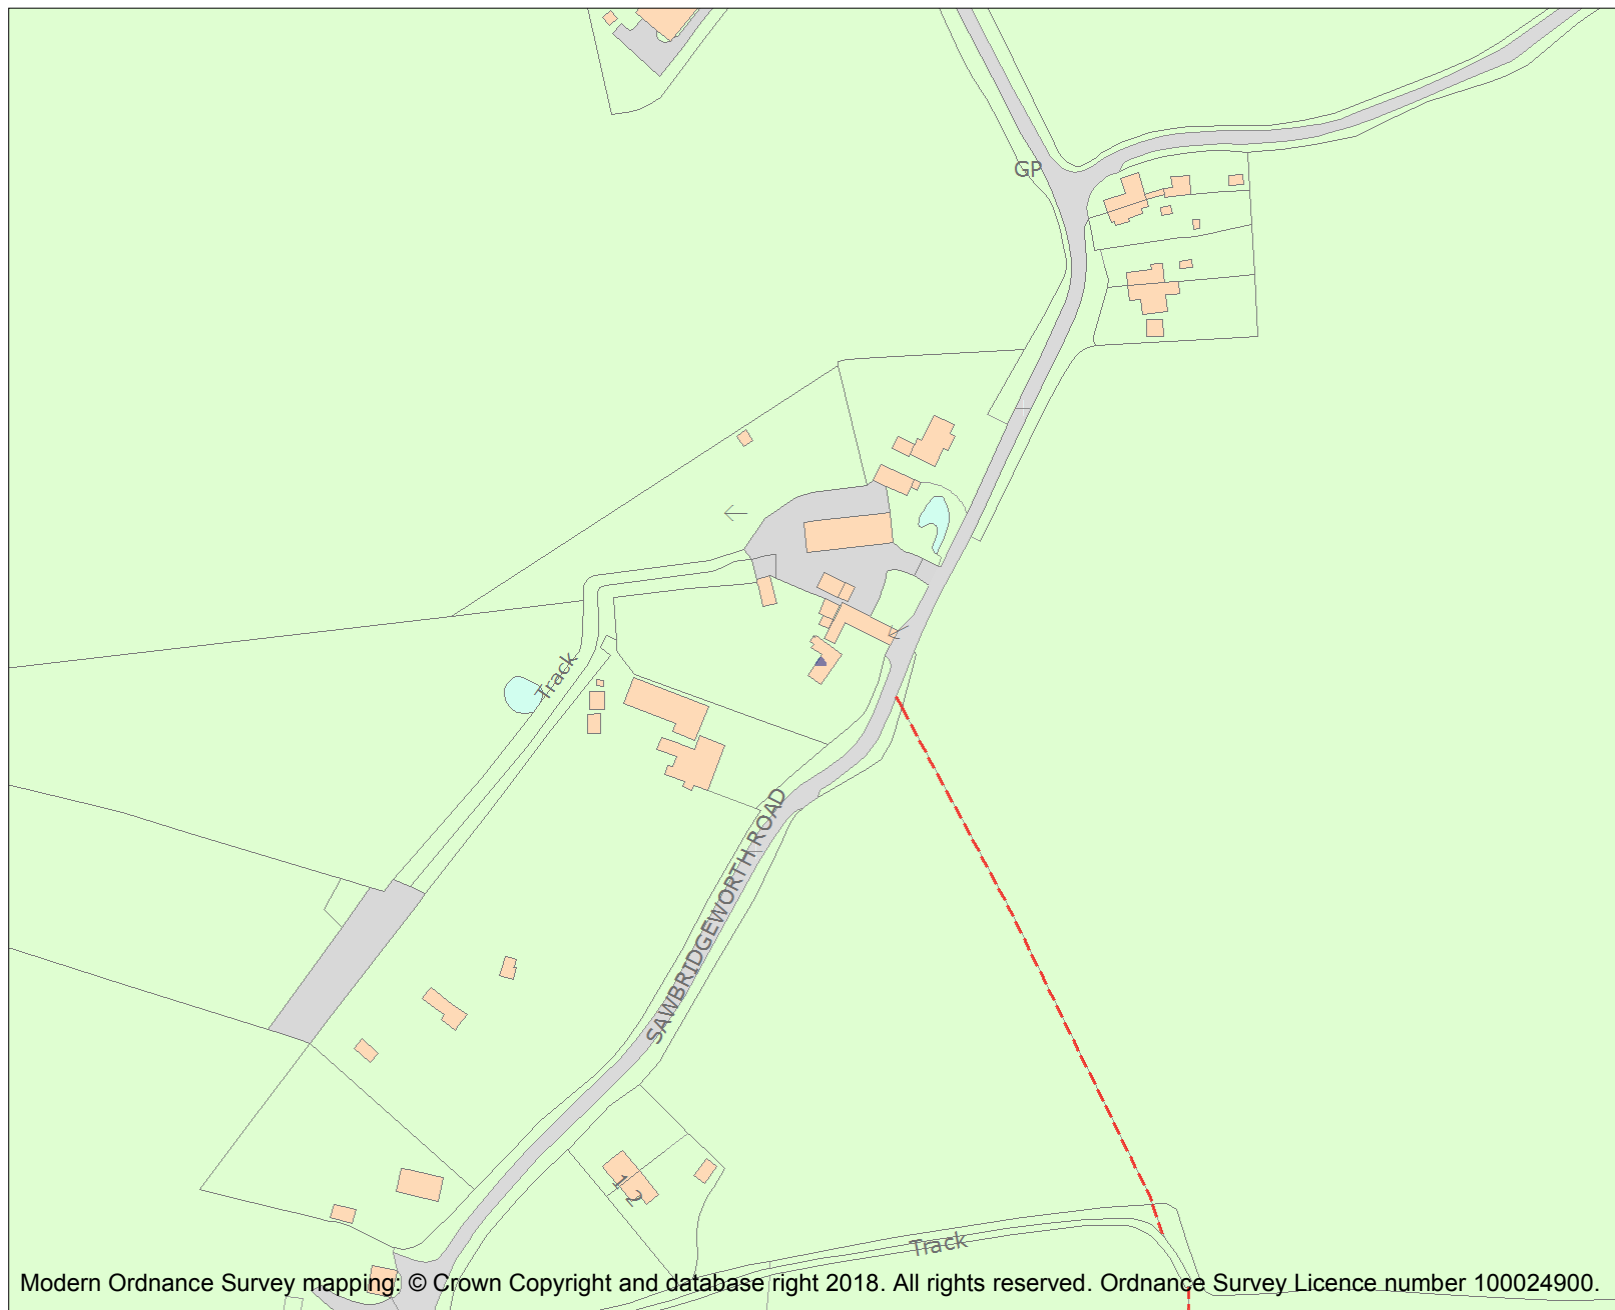 GP
Track
SAWBRIDGEWORTH ROAD
1
2
Track
Modern Ordnance Survey mapping: © Crown Copyright and database right 2018. All rights reserved. Ordnance Survey Licence number 100024900.